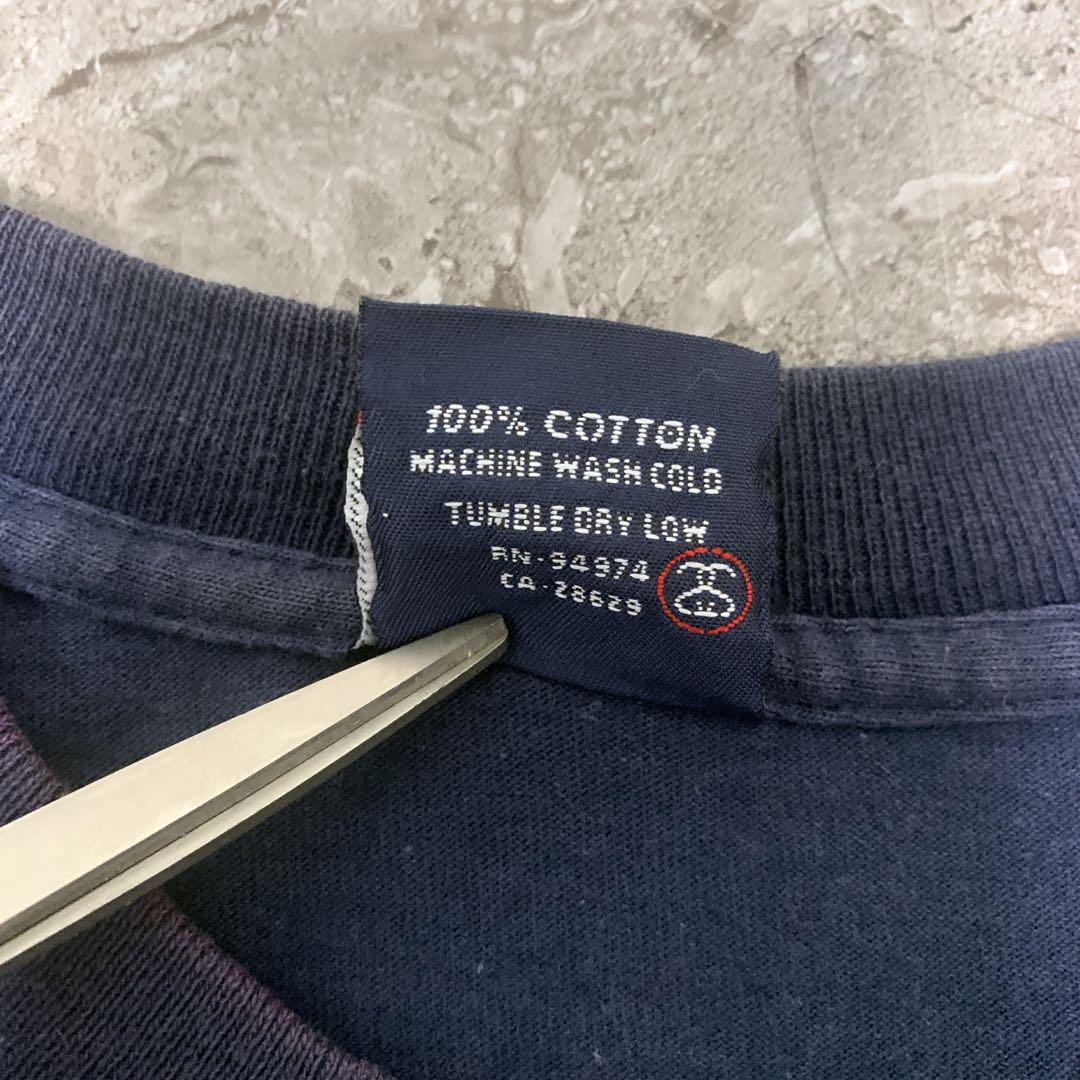 100% COTTON
MACHINE WASH COLD
TUMBLE DRY LOW
RN-94974
CA-28629